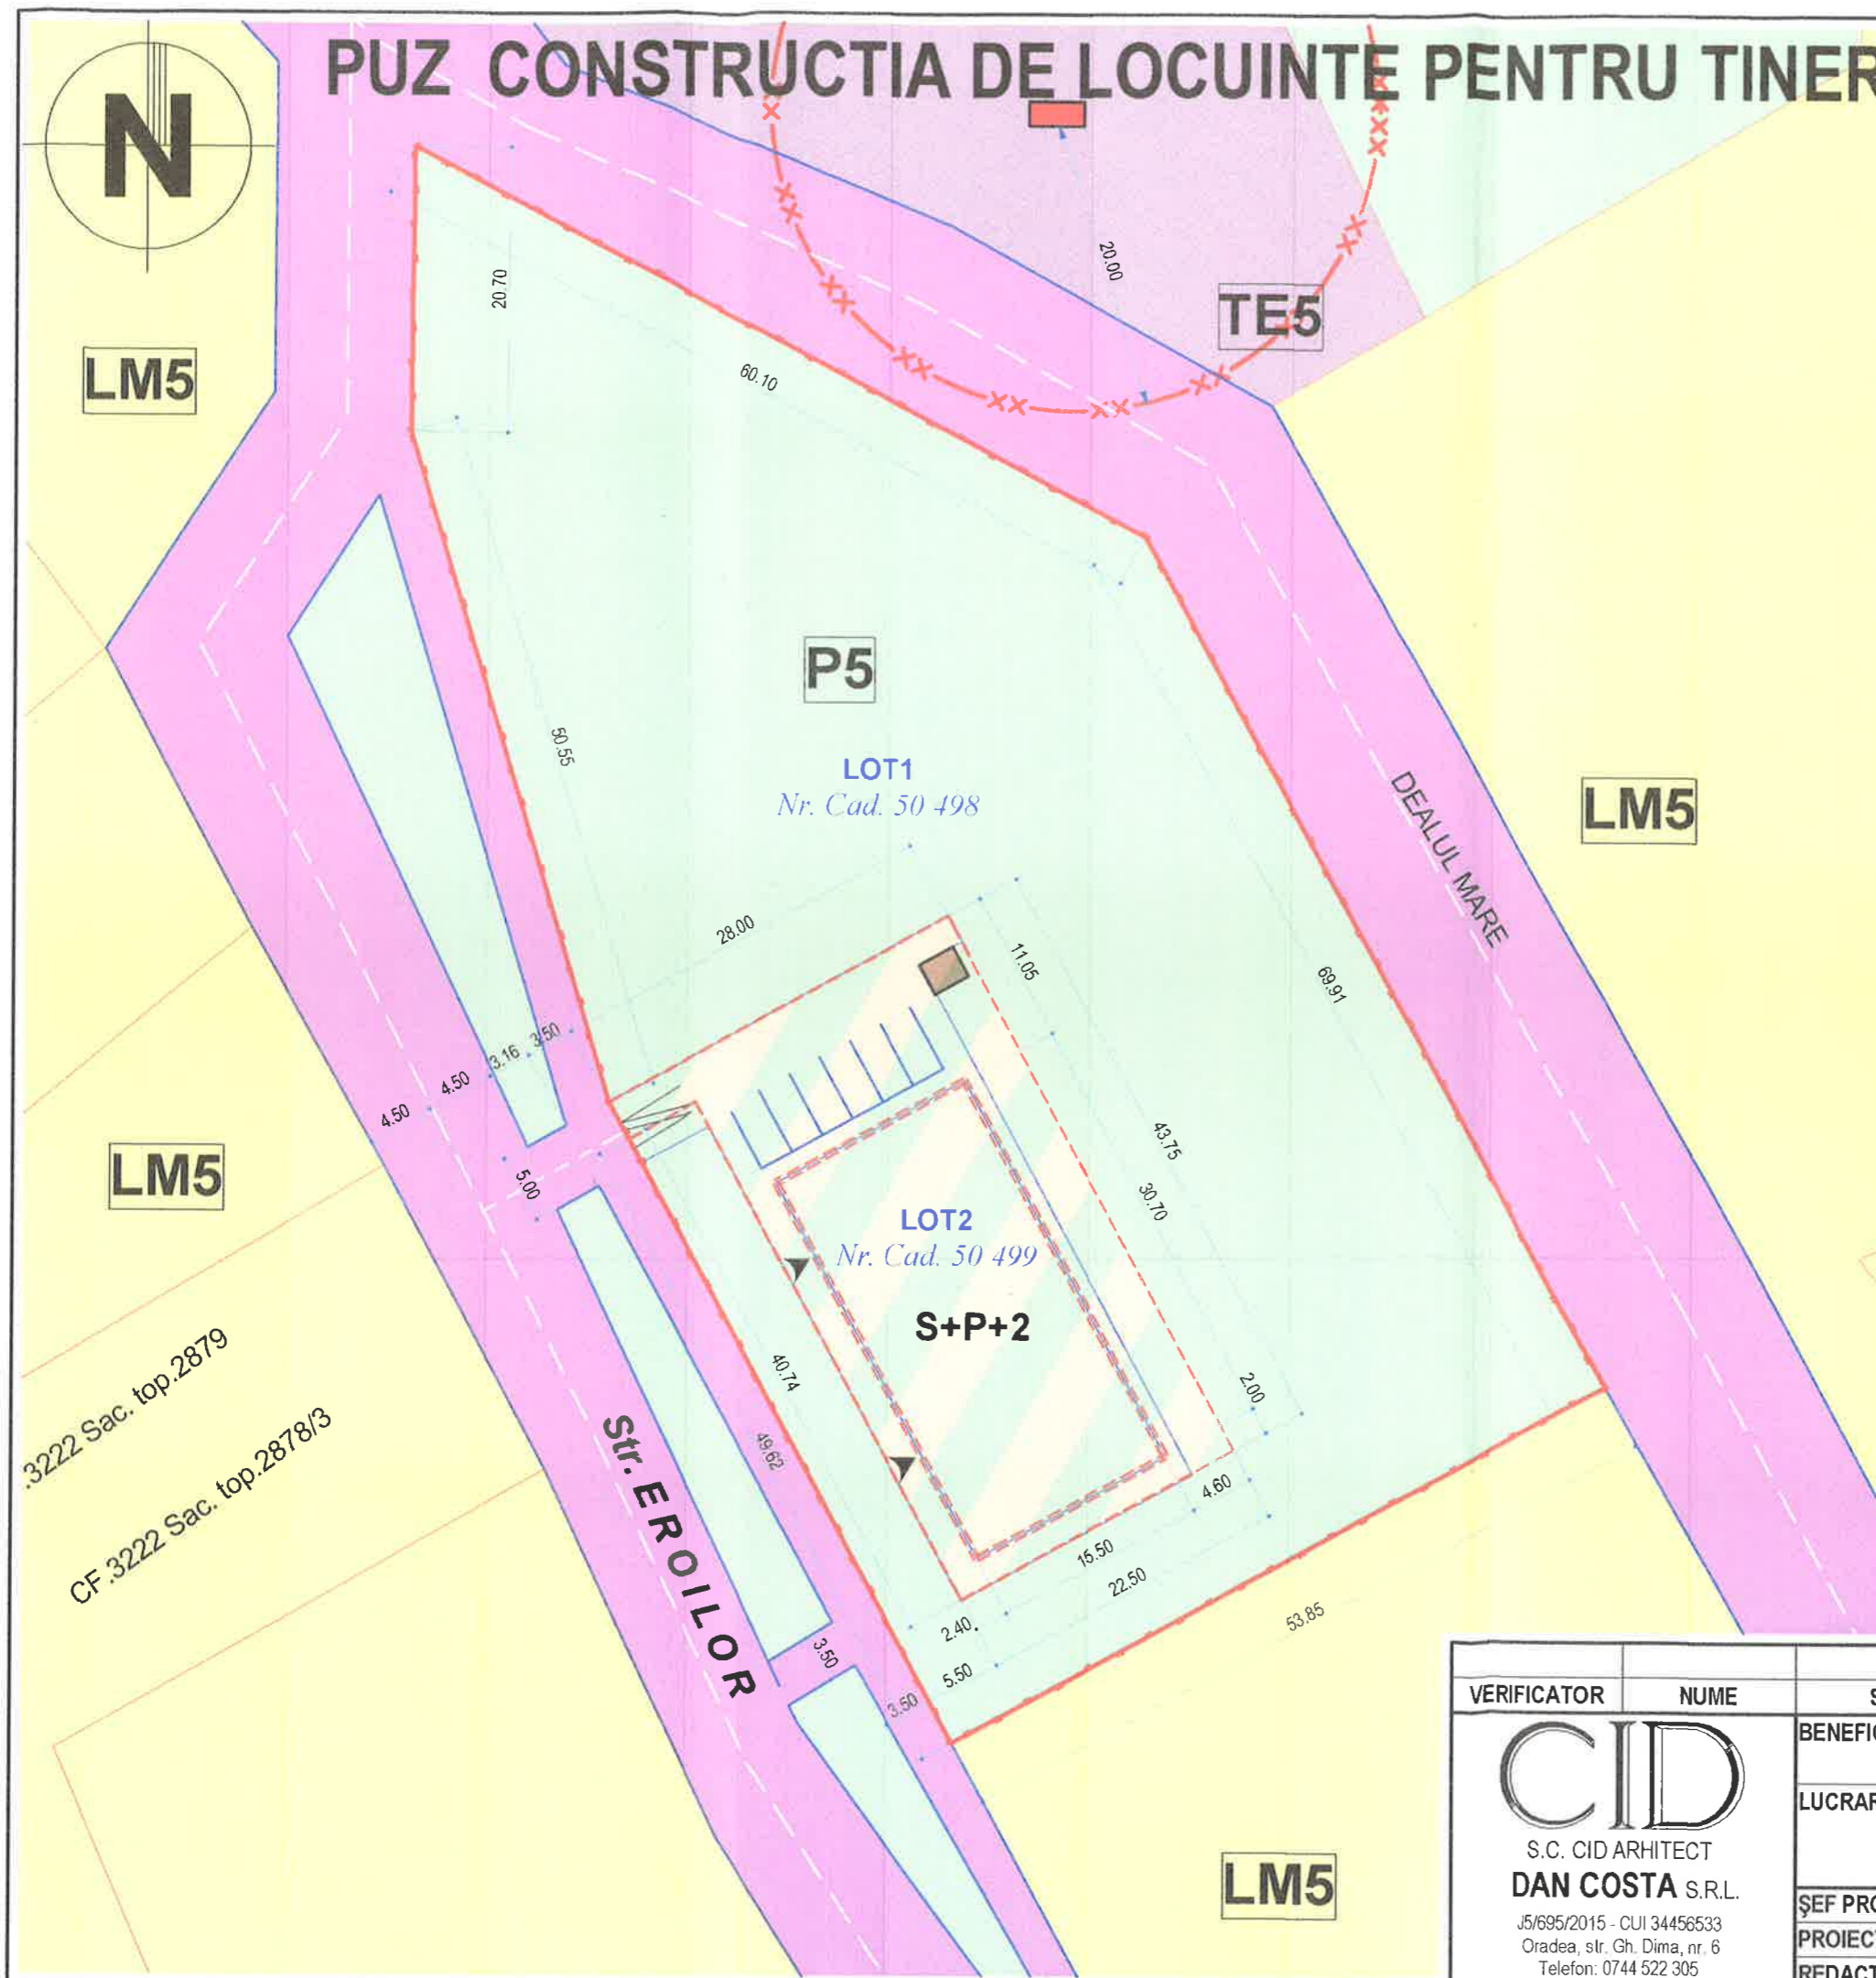 PUZ CONSTRUCTIA DE LOCUINTE PENTRU TINER
N
20.70
20.00
TE5
60.10
LM5
P5
50.55
LOT1
Nr. Cad. 50 498
DEALUL MARE
LM5
28.00
11.05
69.91
3.16
3.50
4.50
4.50
LM5
5.00
43.75
30.70
LOT2
Nr. Cad. 50 499
S+P+2
.3222 Sac. top.2879
CF .3222 Sac. top.2878/3
40.74
49.62
2.00
Str. EROILOR
4.60
15.50
22.50
2.40
5.50
53.85
3.50
3.50
LM5
VERIFICATOR
NUME
S
CID
S.C. CID ARHITECT
DAN COSTA S.R.L.
J5/695/2015 - CUI 34456533
Oradea, str. Gh. Dima, nr. 6
Telefon: 0744 522 305
BENEFIC
LUCRAR
ŞEF PRO
PROIECT
REDACT